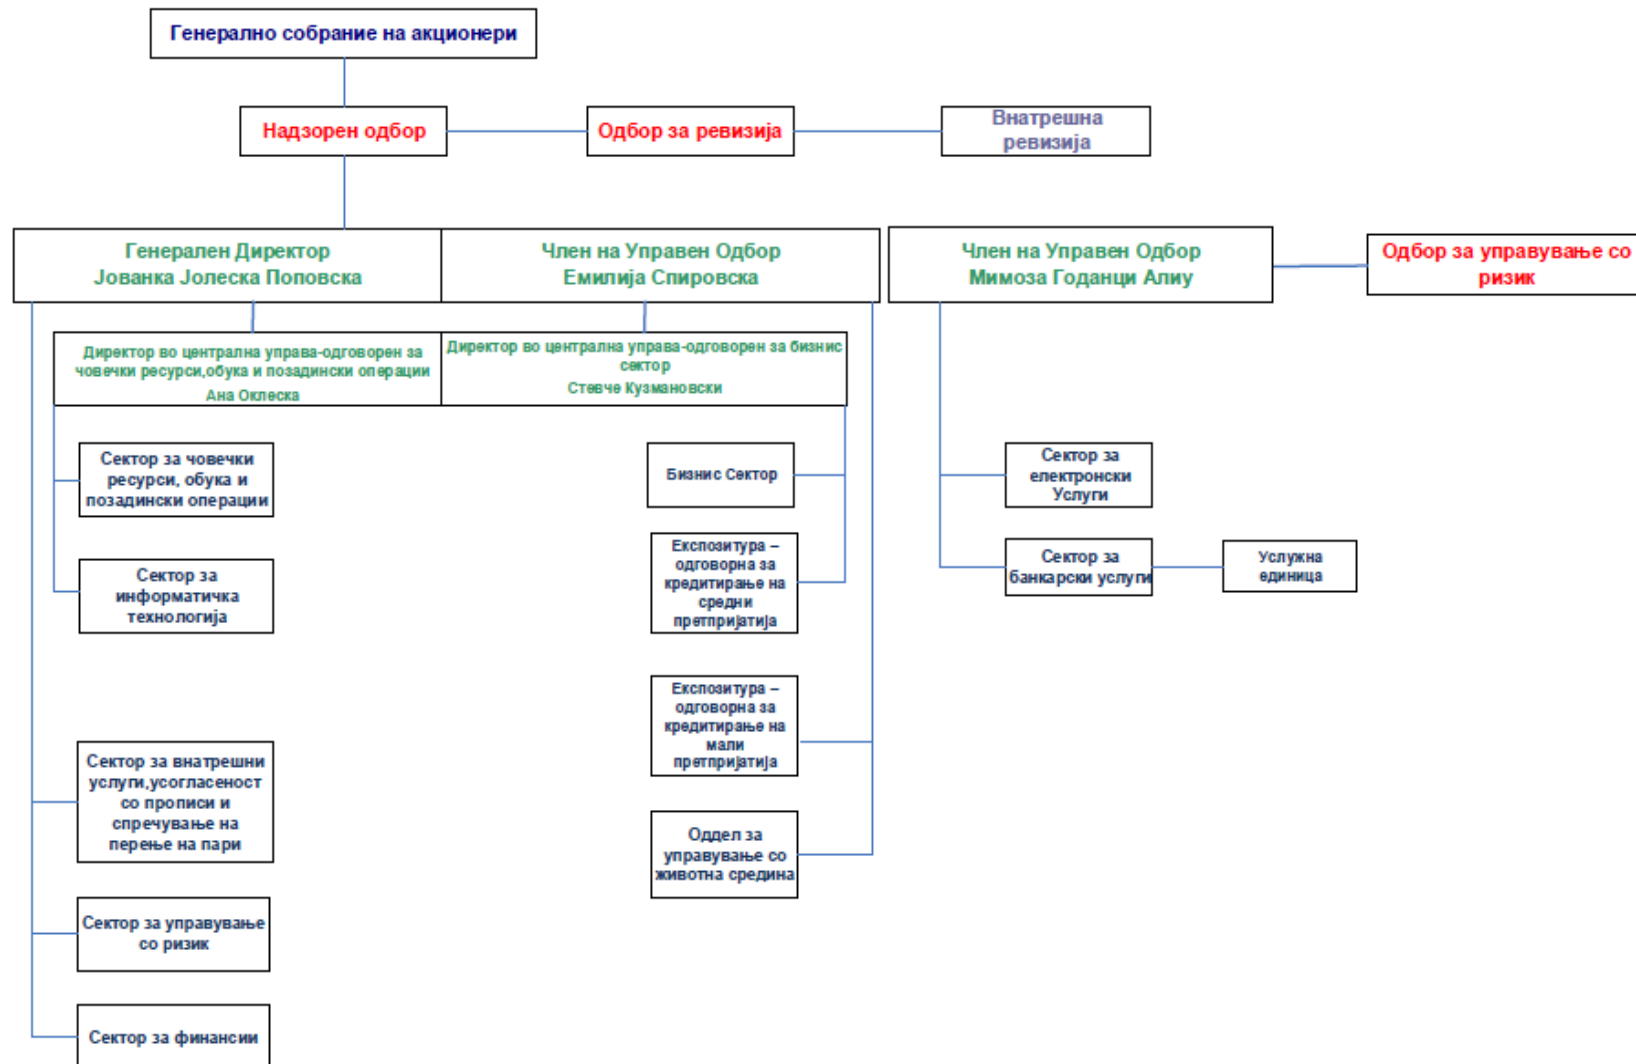 Генерално собрание на акционери
Надзорен одбор
Одбор за ревизија
Внатрешна
ревизија
Генерален Директор
Јованка Јолеска Поповска
Член на Управен Одбор
Емилија Спировска
Член на Управен Одбор
Мимоза Годанци Алиу
Одбор за управување со
ризик
Директор во централна управа-одговорен за
човечки ресурси,обука и позадински операции
Ана Оклеска
Директор во централна управа-одговорен за бизнис
сектор
Стевче Кузмановски
Сектор за човечки
ресурси, обука и
позадински операции
Бизнис Сектор
Сектор за
електронски
Услуги
Сектор за
информатичка
технологија
Експозитура –
одговорна за
кредитирање на
средни
претпријатија
Сектор за
банкарски услуги
Услужна
единица
Експозитура –
одговорна за
кредитирање на
мали
претпријатија
Сектор за внатрешни
услуги,усогласеност
со прописи и
спречување на
перење на пари
Оддел за
управување со
животна средина
Сектор за управување
со ризик
Сектор за финансии